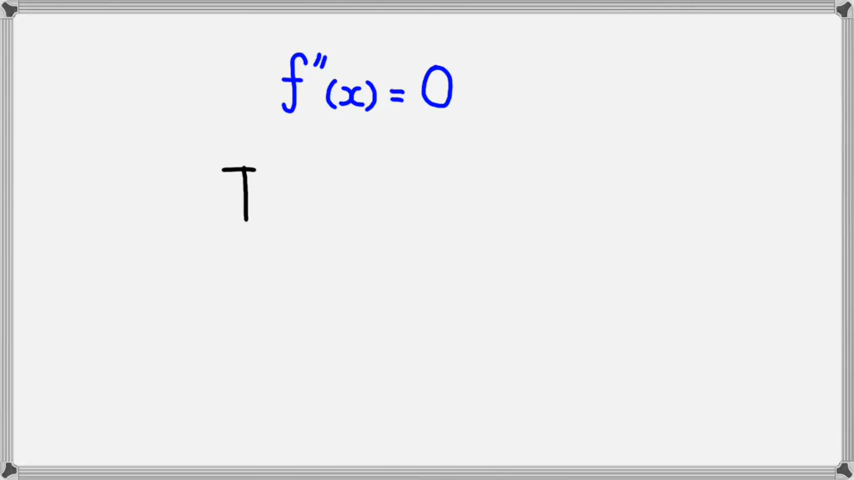 f"(x) = 0
T